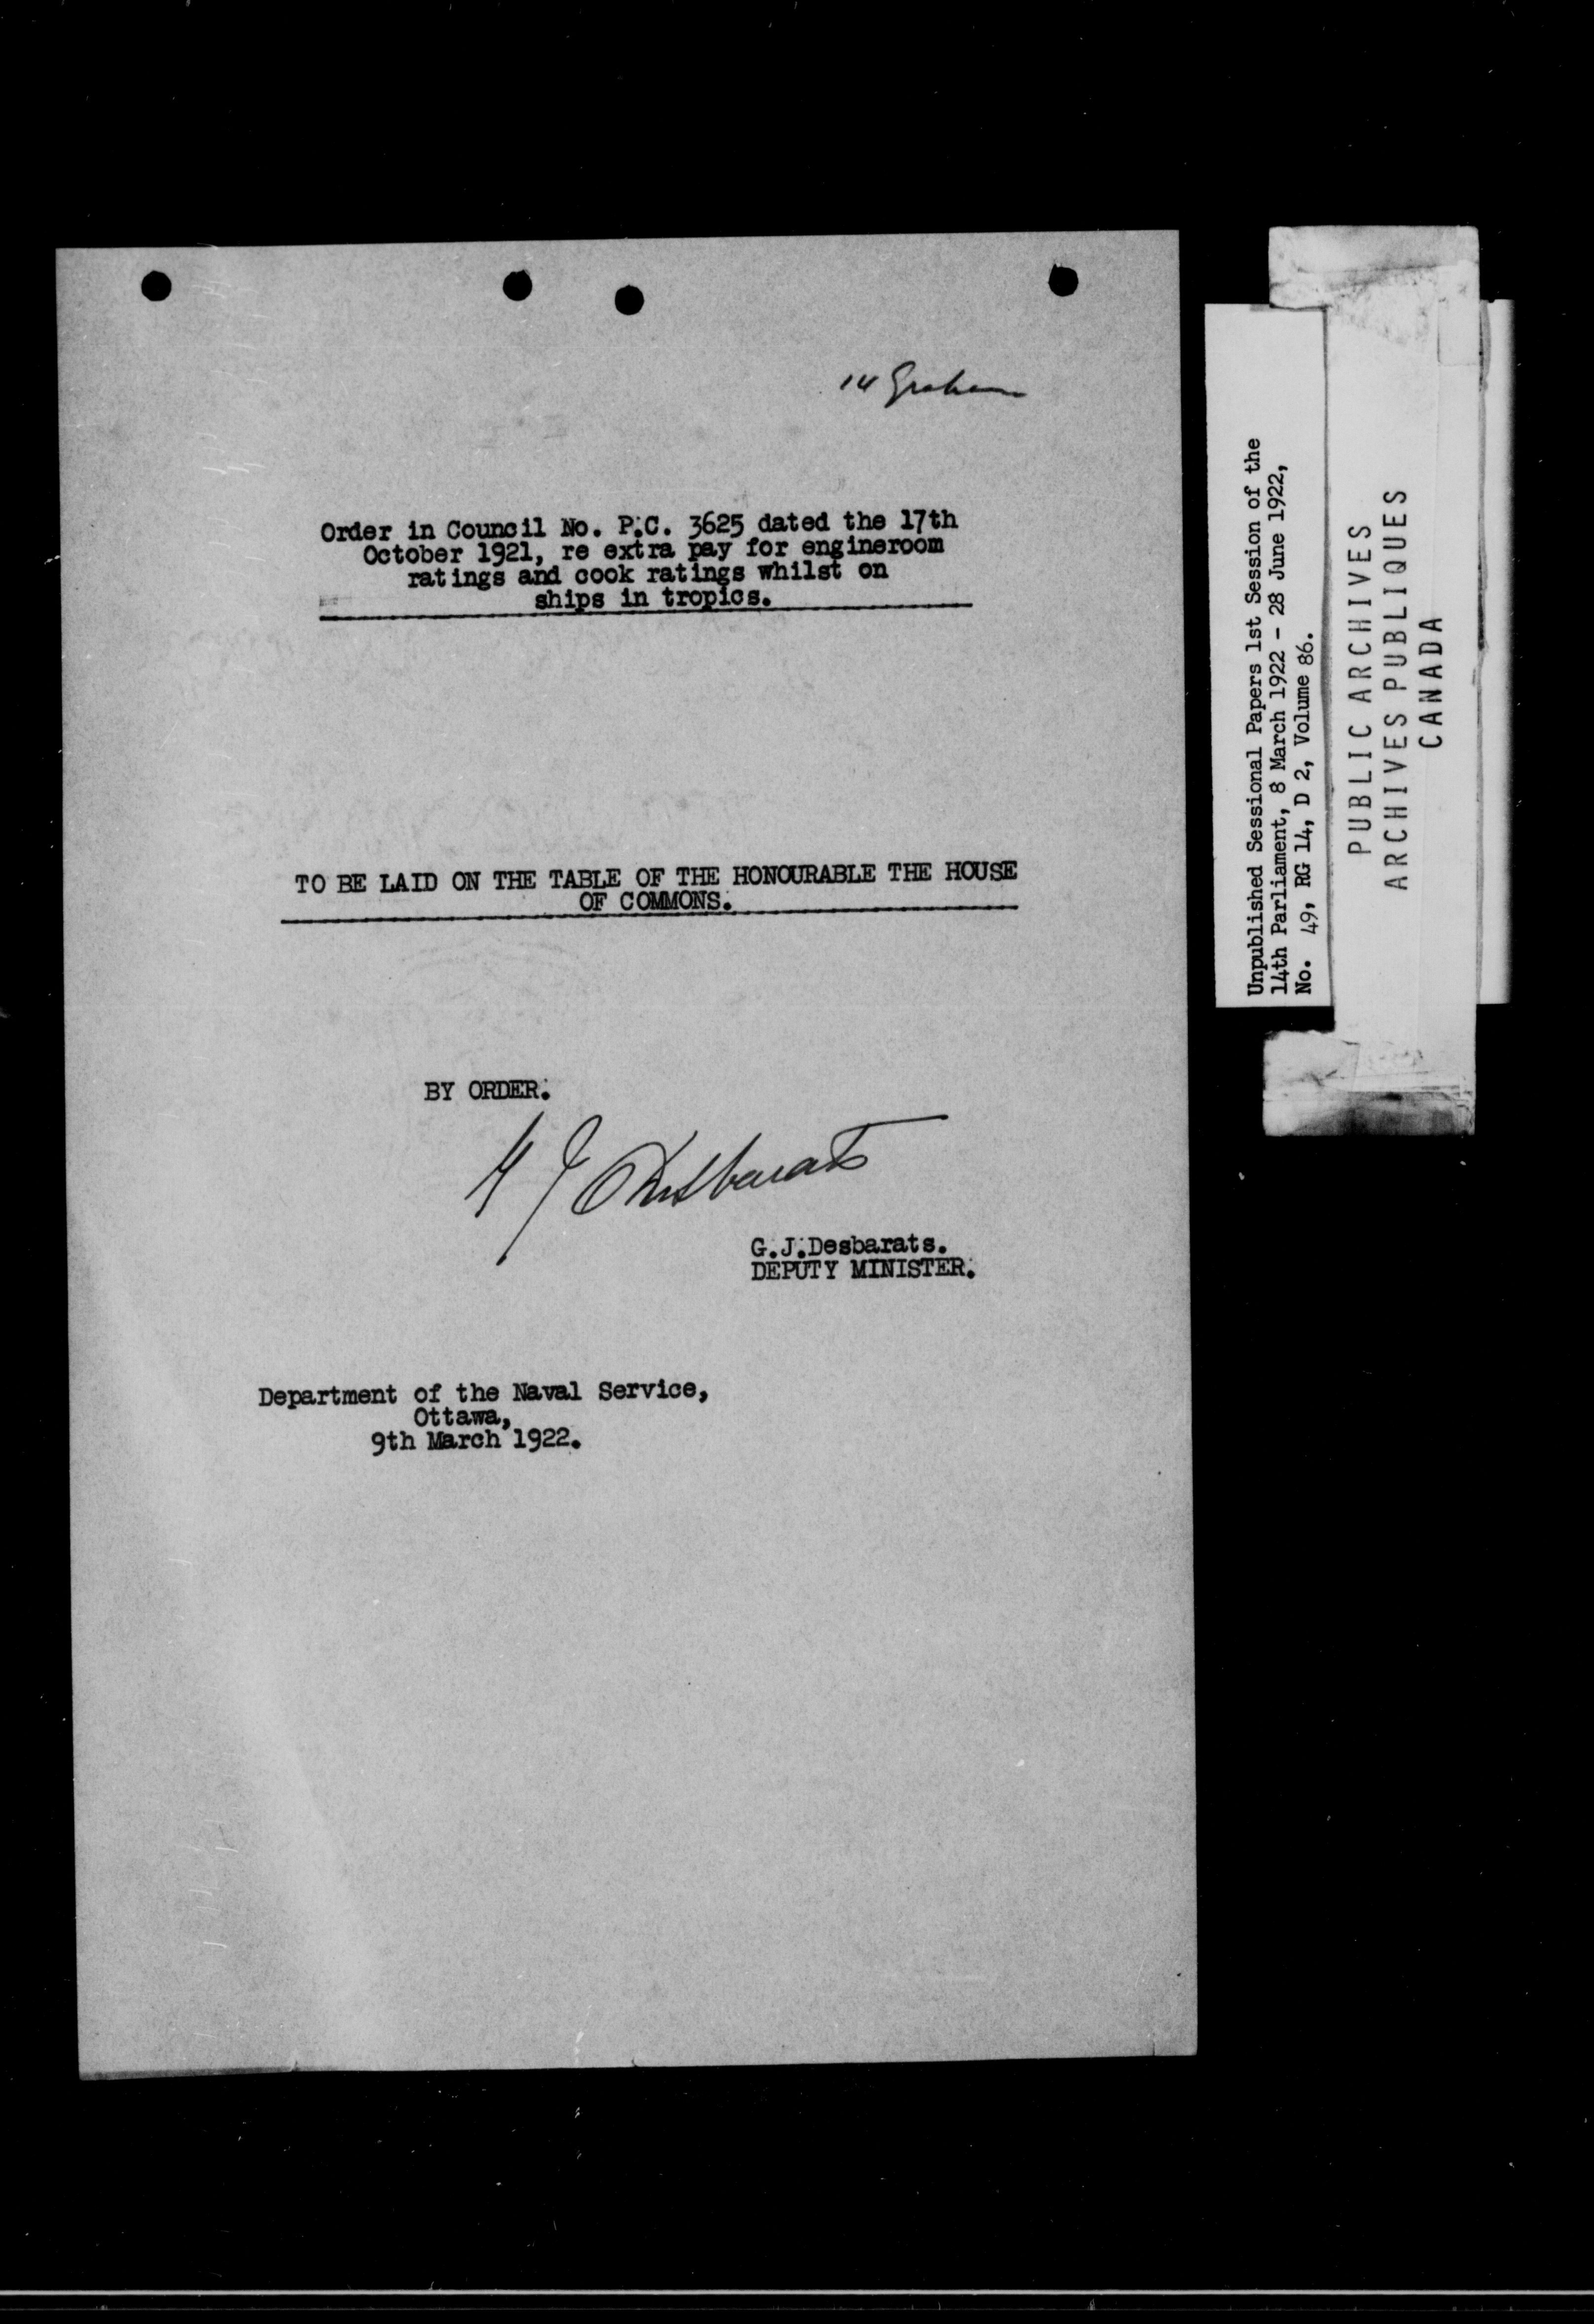 Graham
Order in Council No. P.C. 3625 dated the 17th
October 1921, re extra pay for engineroom
ratings and cook ratings whilst on
ships in tropics.
TO BE LAID ON THE TABLE OF THE HONOURABLE THE HOUSE
OF COMMONS.
BY ORDER.
G J Desbarats
G.J.Desbarats.
DEPUTY MINISTER.
Department of the Naval Service,
Ottawa,
9th March 1922.
Unpublished Sessional Papers 1st Session of the
14th Parliament, 8 March 1922 - 28 June 1922,
No. 49, RG 14, D 2, Volume 86.
PUBLIC ARCHIVES
ARCHIVES PUBLIQUES
CANADA